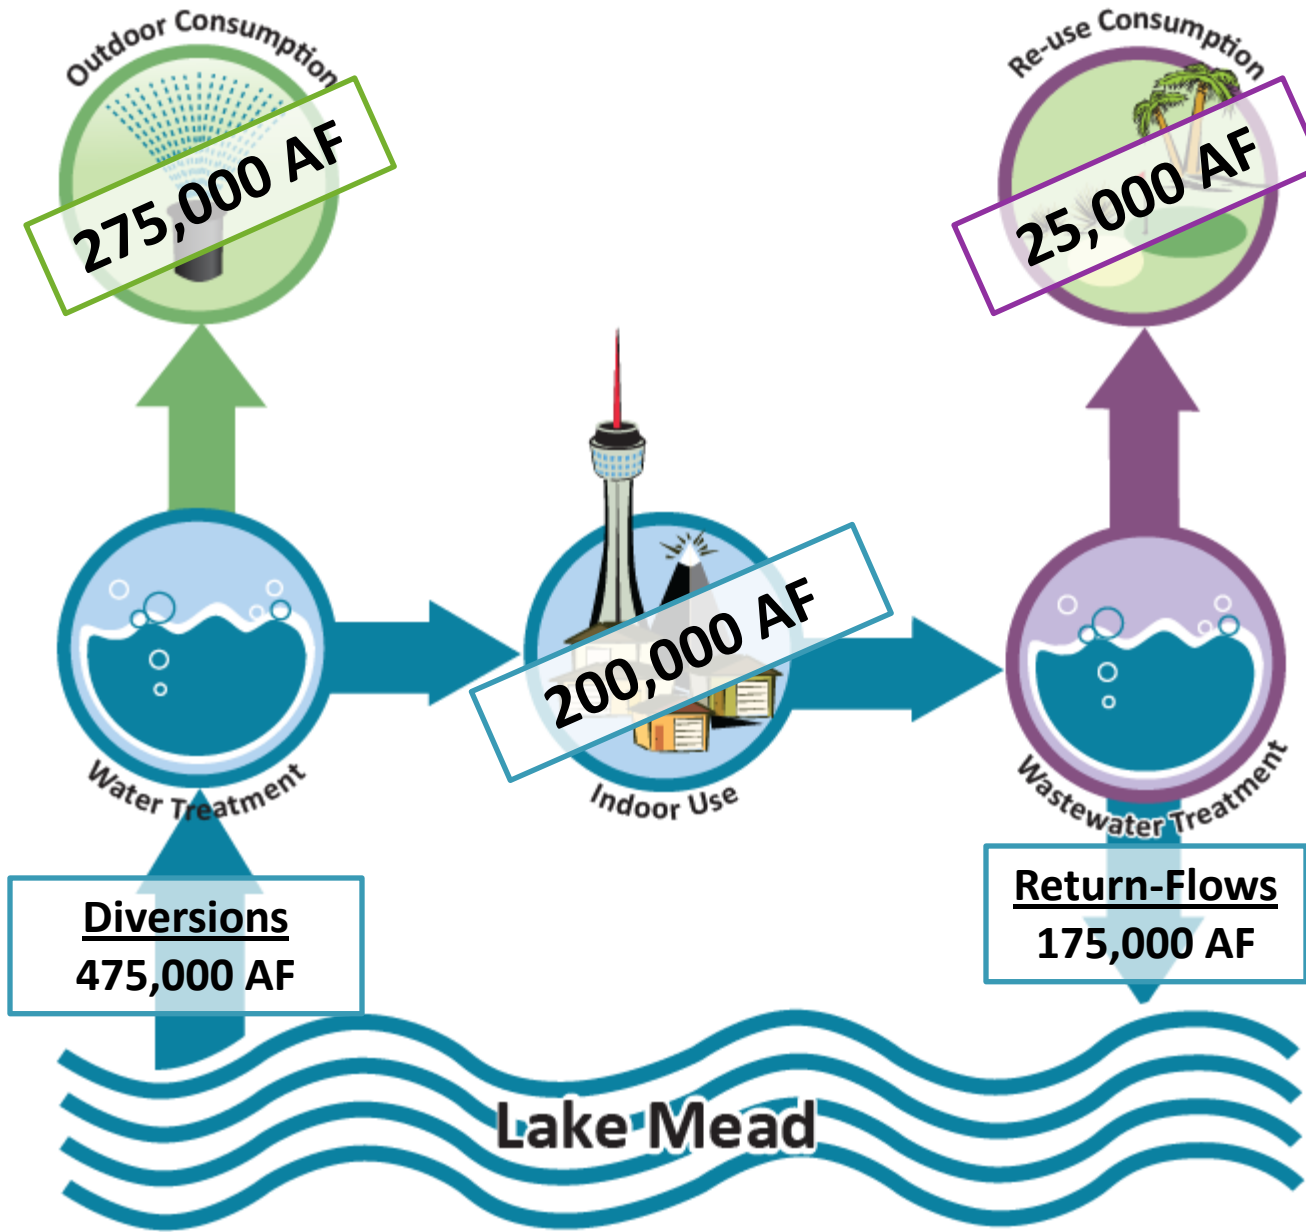 Outdoor Consumption
Re-use Consumption
275,000 AF
25,000 AF
200,000 AF
Water Treatment
Indoor Use
Wastewater Treatment
Diversions
475,000 AF
Return-Flows
175,000 AF
Lake Mead